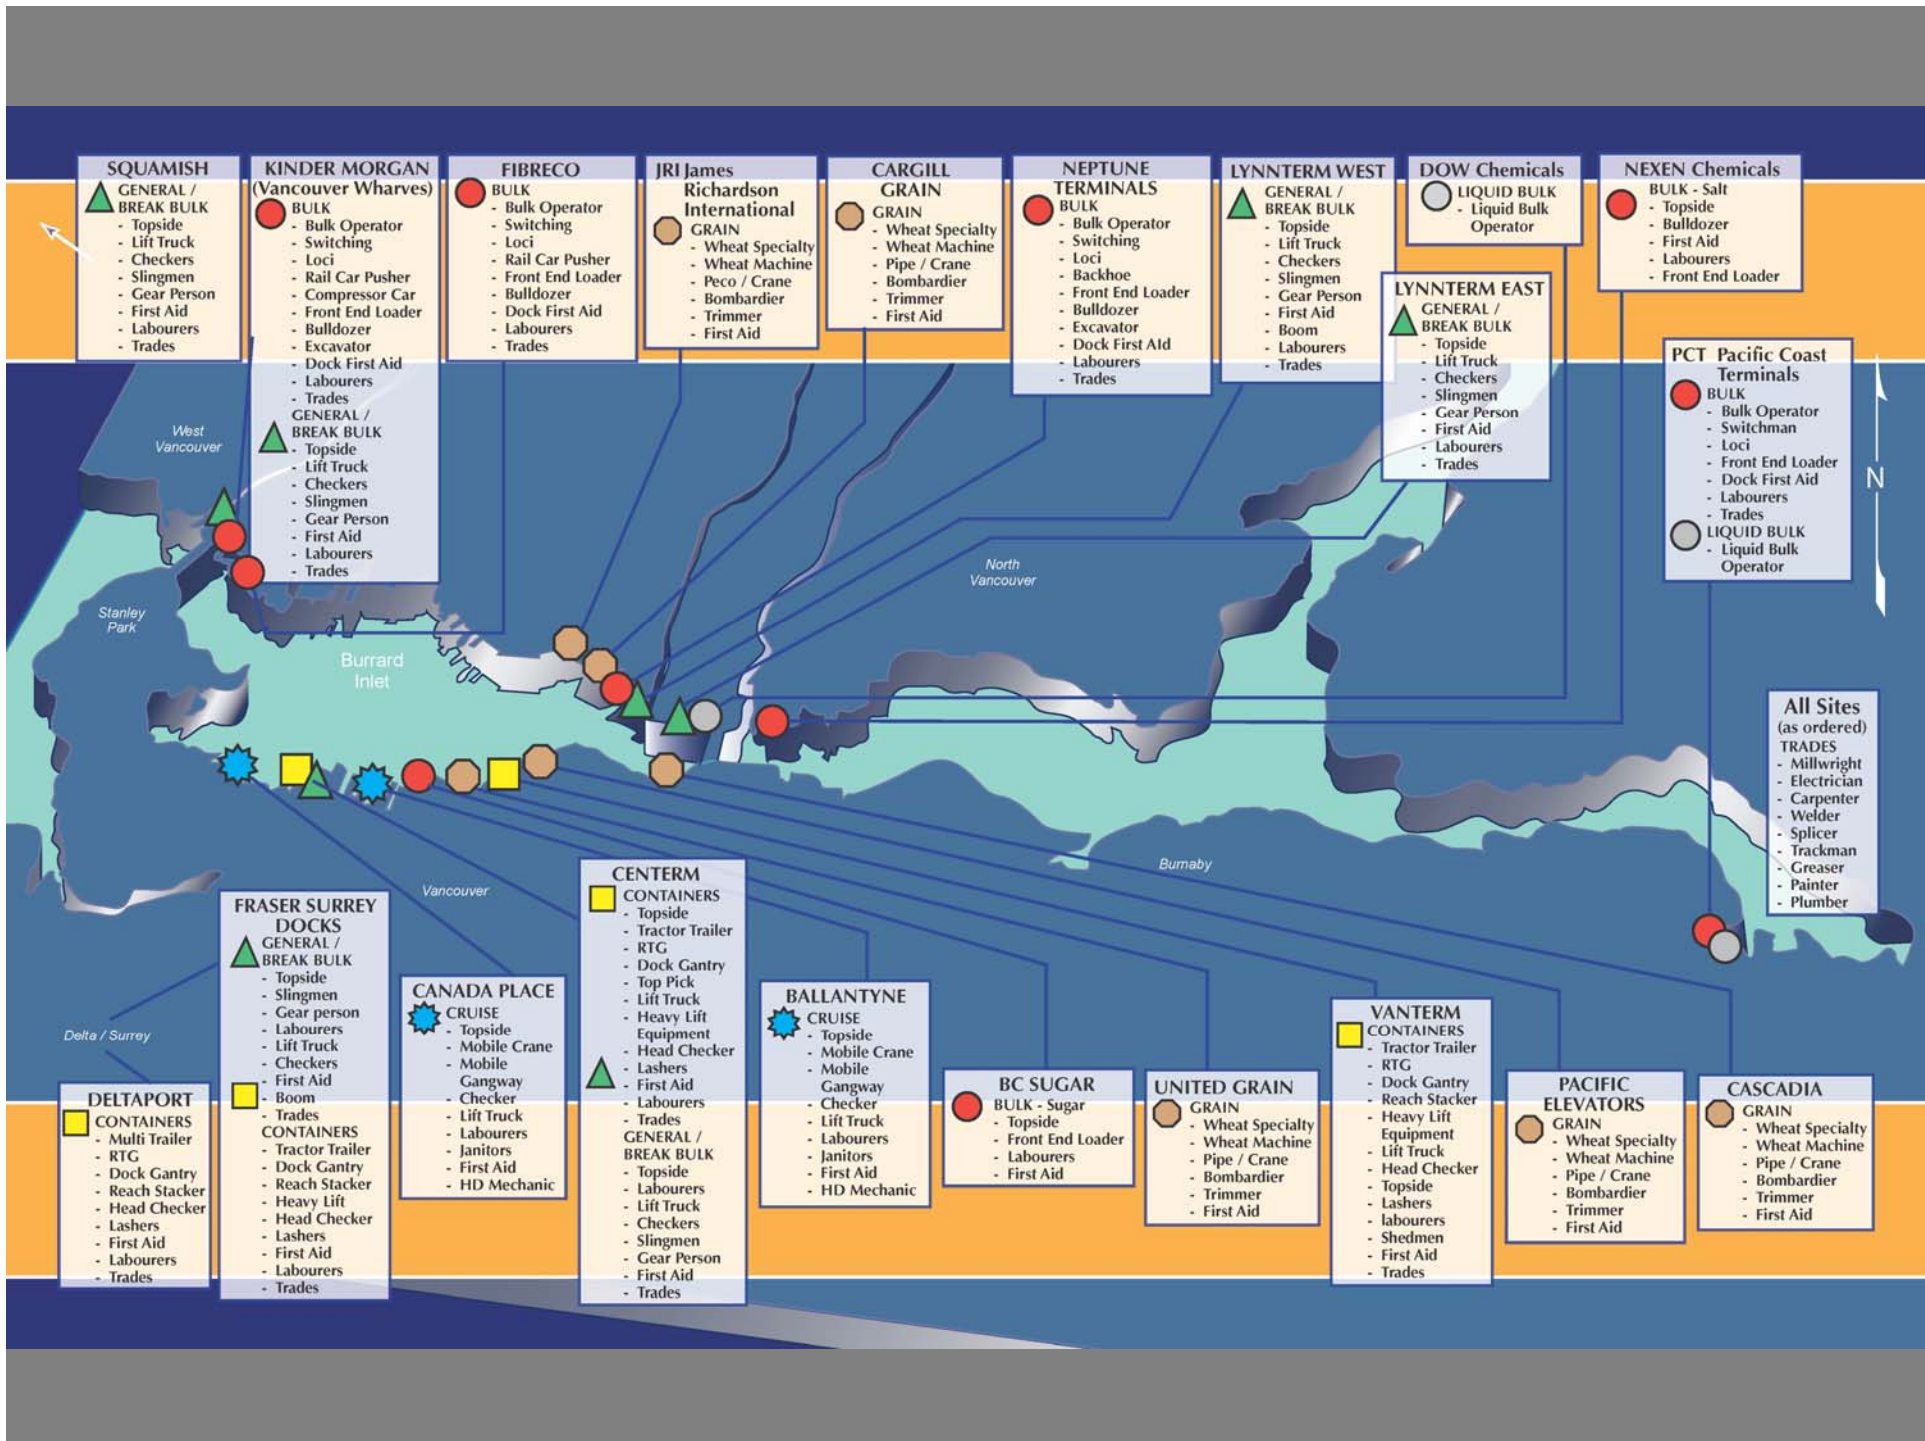 SQUAMISH
GENERAL /
BREAK BULK
- Topside
- Lift Truck
- Checkers
- Slingmen
- Gear Person
- First Aid
- Labourers
- Trades
KINDER MORGAN
(Vancouver Wharves)
BULK
- Bulk Operator
- Switching
- Loci
- Rail Car Pusher
- Compressor Car
- Front End Loader
- Bulldozer
- Excavator
- Dock First Aid
- Labourers
- Trades
GENERAL /
BREAK BULK
- Topside
- Lift Truck
- Checkers
- Slingmen
- Gear Person
- First Aid
- Labourers
- Trades
FIBRECO
BULK
- Bulk Operator
- Switching
- Loci
- Rail Car Pusher
- Front End Loader
- Bulldozer
- Dock First Aid
- Labourers
- Trades
JRI James
Richardson
International
GRAIN
- Wheat Specialty
- Wheat Machine
- Peco / Crane
- Bombardier
- Trimmer
- First Aid
CARGILL
GRAIN
GRAIN
- Wheat Specialty
- Wheat Machine
- Pipe / Crane
- Bombardier
- Trimmer
- First Aid
NEPTUNE
TERMINALS
BULK
- Bulk Operator
- Switching
- Loci
- Backhoe
- Front End Loader
- Bulldozer
- Excavator
- Dock First AId
- Labourers
- Trades
LYNNTERM WEST
GENERAL /
BREAK BULK
- Topside
- Lift Truck
- Checkers
- Slingmen
- Gear Person
- First Aid
- Boom
- Labourers
- Trades
DOW Chemicals
LIQUID BULK
- Liquid Bulk
Operator
LYNNTERM EAST
GENERAL /
BREAK BULK
- Topside
- Lift Truck
- Checkers
- Slingmen
- Gear Person
- First Aid
- Labourers
- Trades
NEXEN Chemicals
BULK - Salt
- Topside
- Bulldozer
- First Aid
- Labourers
- Front End Loader
PCT Pacific Coast
Terminals
BULK
- Bulk Operator
- Switchman
- Loci
- Front End Loader
- Dock First Aid
- Labourers
- Trades
LIQUID BULK
- Liquid Bulk
Operator
N
West
Vancouver
Stanley
Park
Burrard
Inlet
North
Vancouver
Burnaby
Vancouver
Delta / Surrey
All Sites
(as ordered)
TRADES
- Millwright
- Electrician
- Carpenter
- Welder
- Splicer
- Trackman
- Greaser
- Painter
- Plumber
DELTAPORT
CONTAINERS
- Multi Trailer
- RTG
- Dock Gantry
- Reach Stacker
- Head Checker
- Lashers
- First Aid
- Labourers
- Trades
FRASER SURREY
DOCKS
GENERAL /
BREAK BULK
- Topside
- Slingmen
- Gear person
- Labourers
- Lift Truck
- Checkers
- First Aid
- Boom
- Trades
CONTAINERS
- Tractor Trailer
- Dock Gantry
- Reach Stacker
- Heavy Lift
- Head Checker
- Lashers
- First Aid
- Labourers
- Trades
CANADA PLACE
CRUISE
- Topside
- Mobile Crane
- Mobile
Gangway
- Checker
- Lift Truck
- Labourers
- Janitors
- First Aid
- HD Mechanic
CENTERM
CONTAINERS
- Topside
- Tractor Trailer
- RTG
- Dock Gantry
- Top Pick
- Lift Truck
- Heavy Lift
Equipment
- Head Checker
- Lashers
- First Aid
- Labourers
- Trades
GENERAL /
BREAK BULK
- Topside
- Labourers
- Lift Truck
- Checkers
- Slingmen
- Gear Person
- First Aid
- Trades
BALLANTYNE
CRUISE
- Topside
- Mobile Crane
- Mobile
Gangway
- Checker
- Lift Truck
- Labourers
- Janitors
- First Aid
- HD Mechanic
BC SUGAR
BULK - Sugar
- Topside
- Front End Loader
- Labourers
- First Aid
UNITED GRAIN
GRAIN
- Wheat Specialty
- Wheat Machine
- Pipe / Crane
- Bombardier
- Trimmer
- First Aid
VANTERM
CONTAINERS
- Tractor Trailer
- RTG
- Dock Gantry
- Reach Stacker
- Heavy Lift
Equipment
- Lift Truck
- Head Checker
- Topside
- Lashers
- labourers
- Shedmen
- First Aid
- Trades
PACIFIC
ELEVATORS
GRAIN
- Wheat Specialty
- Wheat Machine
- Pipe / Crane
- Bombardier
- Trimmer
- First Aid
CASCADIA
GRAIN
- Wheat Specialty
- Wheat Machine
- Pipe / Crane
- Bombardier
- Trimmer
- First Aid